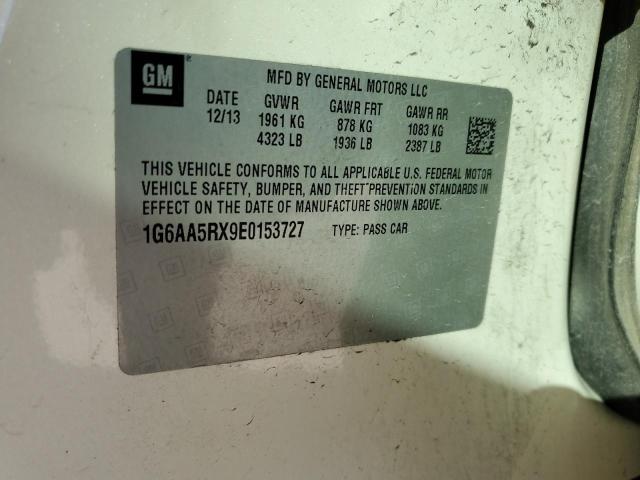 GM
MFD BY GENERAL MOTORS LLC
DATE GVWR GAWR FRT GAWR RR
12/13 1961 KG 878 KG 1083 KG
4323 LB 1936 LB 2387 LB
THIS VEHICLE CONFORMS TO ALL APPLICABLE U.S. FEDERAL MOTOR
VEHICLE SAFETY, BUMPER, AND THEFT PREVENTION STANDARDS IN
EFFECT ON THE DATE OF MANUFACTURE SHOWN ABOVE.
1G6AA5RX9E0153727 TYPE: PASS CAR